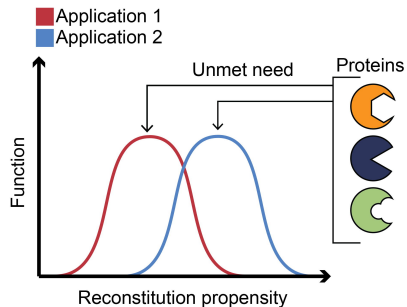 Application 1
Application 2
Unmet need
Proteins
Function
Reconstitution propensity